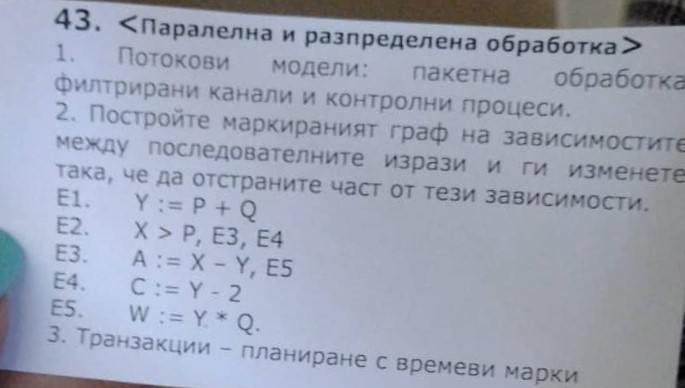 43. <Паралелна и разпределена обработка>
1. Потокови модели: пакетна обработка
филтрирани канали и контролни процеси.
2. Постройте маркираният граф на зависимостите
между последователните изрази и ги изменете
така, че да отстраните част от тези зависимости.
E1. Y := P + Q
E2. X > P, E3, E4
E3. A := X – Y, E5
E4. C := Y - 2
E5. W := Y * Q.
3. Транзакции – планиране с времеви марки